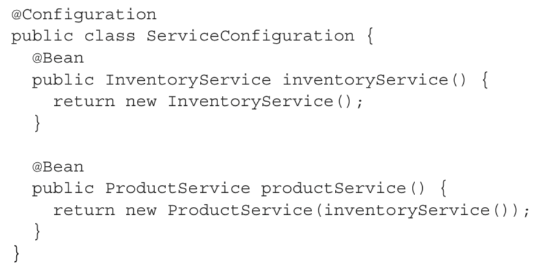 @Configuration
public class ServiceConfiguration {
  @Bean
  public InventoryService inventoryService() {
    return new InventoryService();
  }

  @Bean
  public ProductService productService() {
    return new ProductService(inventoryService());
  }
}